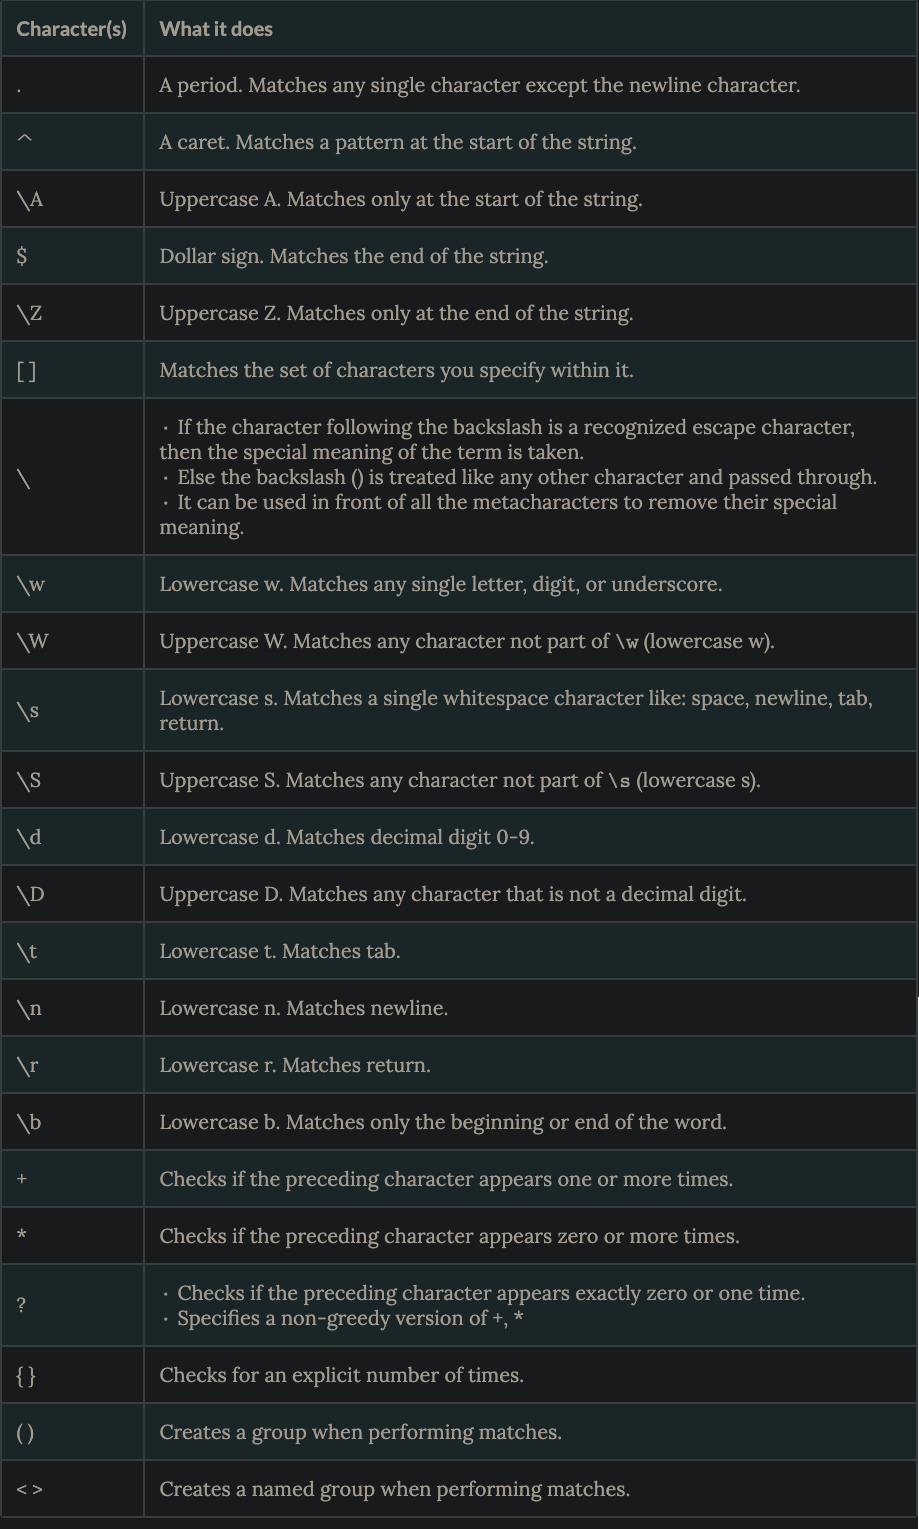 Character(s) What it does
. A period. Matches any single character except the newline character.
^ A caret. Matches a pattern at the start of the string.
\A Uppercase A. Matches only at the start of the string.
$ Dollar sign. Matches the end of the string.
\Z Uppercase Z. Matches only at the end of the string.
[ ] Matches the set of characters you specify within it.
\
· If the character following the backslash is a recognized escape character,
then the special meaning of the term is taken.
· Else the backslash () is treated like any other character and passed through.
· It can be used in front of all the metacharacters to remove their special
meaning.
\w Lowercase w. Matches any single letter, digit, or underscore.
\W Uppercase W. Matches any character not part of \w (lowercase w).
\s Lowercase s. Matches a single whitespace character like: space, newline, tab,
return.
\S Uppercase S. Matches any character not part of \s (lowercase s).
\d Lowercase d. Matches decimal digit 0-9.
\D Uppercase D. Matches any character that is not a decimal digit.
\t Lowercase t. Matches tab.
\n Lowercase n. Matches newline.
\r Lowercase r. Matches return.
\b Lowercase b. Matches only the beginning or end of the word.
+ Checks if the preceding character appears one or more times.
* Checks if the preceding character appears zero or more times.
?
· Checks if the preceding character appears exactly zero or one time.
· Specifies a non-greedy version of +, *
{ } Checks for an explicit number of times.
( ) Creates a group when performing matches.
< > Creates a named group when performing matches.